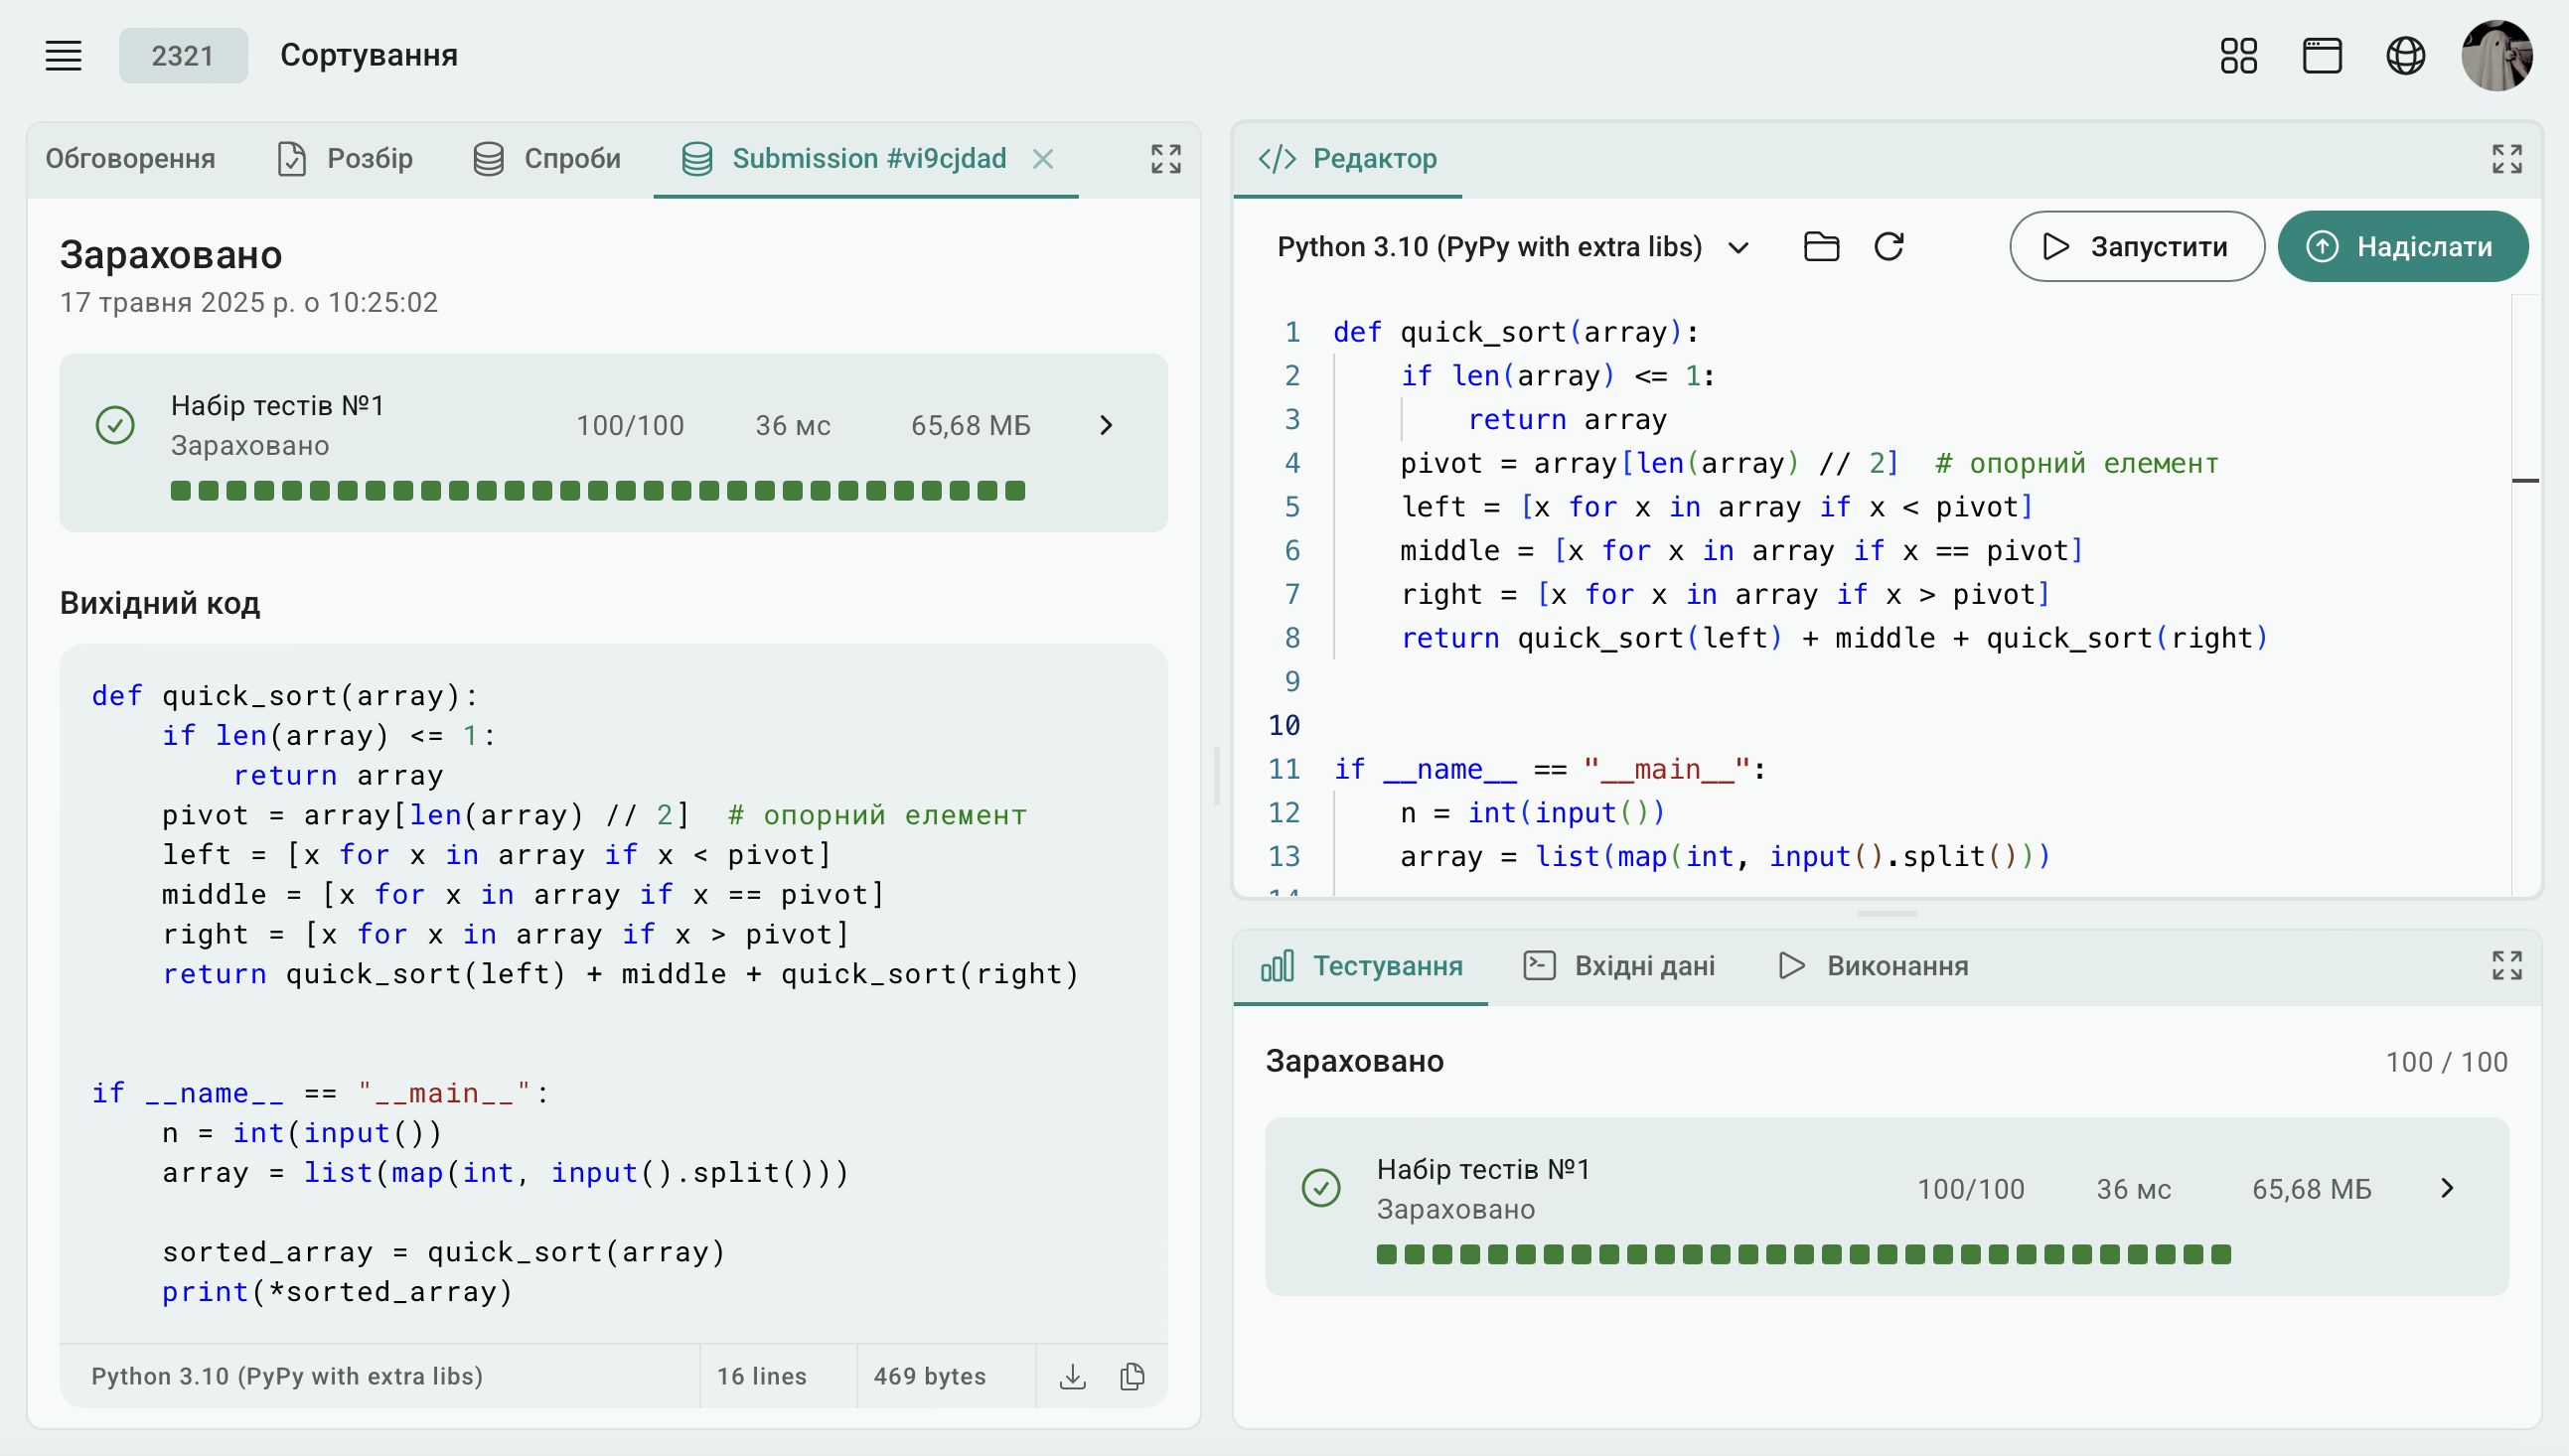 2321 Сортування
Обговорення Розбір Спроби Submission #vi9cjdad
Зараховано
17 травня 2025 р. о 10:25:02
Набір тестів №1 100/100 36 мс 65,68 МБ
Зараховано
Вихідний код
def quick_sort(array):
    if len(array) <= 1:
        return array
    pivot = array[len(array) // 2]  # опорний елемент
    left = [x for x in array if x < pivot]
    middle = [x for x in array if x == pivot]
    right = [x for x in array if x > pivot]
    return quick_sort(left) + middle + quick_sort(right)
if __name__ == "__main__":
    n = int(input())
    array = list(map(int, input().split()))
    sorted_array = quick_sort(array)
    print(*sorted_array)
Python 3.10 (PyPy with extra libs) 16 lines 469 bytes
Редактор
Python 3.10 (PyPy with extra libs) Запустити Надіслати
1 def quick_sort(array):
2     if len(array) <= 1:
3         return array
4     pivot = array[len(array) // 2]  # опорний елемент
5     left = [x for x in array if x < pivot]
6     middle = [x for x in array if x == pivot]
7     right = [x for x in array if x > pivot]
8     return quick_sort(left) + middle + quick_sort(right)
9
10
11 if __name__ == "__main__":
12     n = int(input())
13     array = list(map(int, input().split()))
14
Тестування Вхідні дані Виконання
Зараховано 100 / 100
Набір тестів №1 100/100 36 мс 65,68 МБ
Зараховано